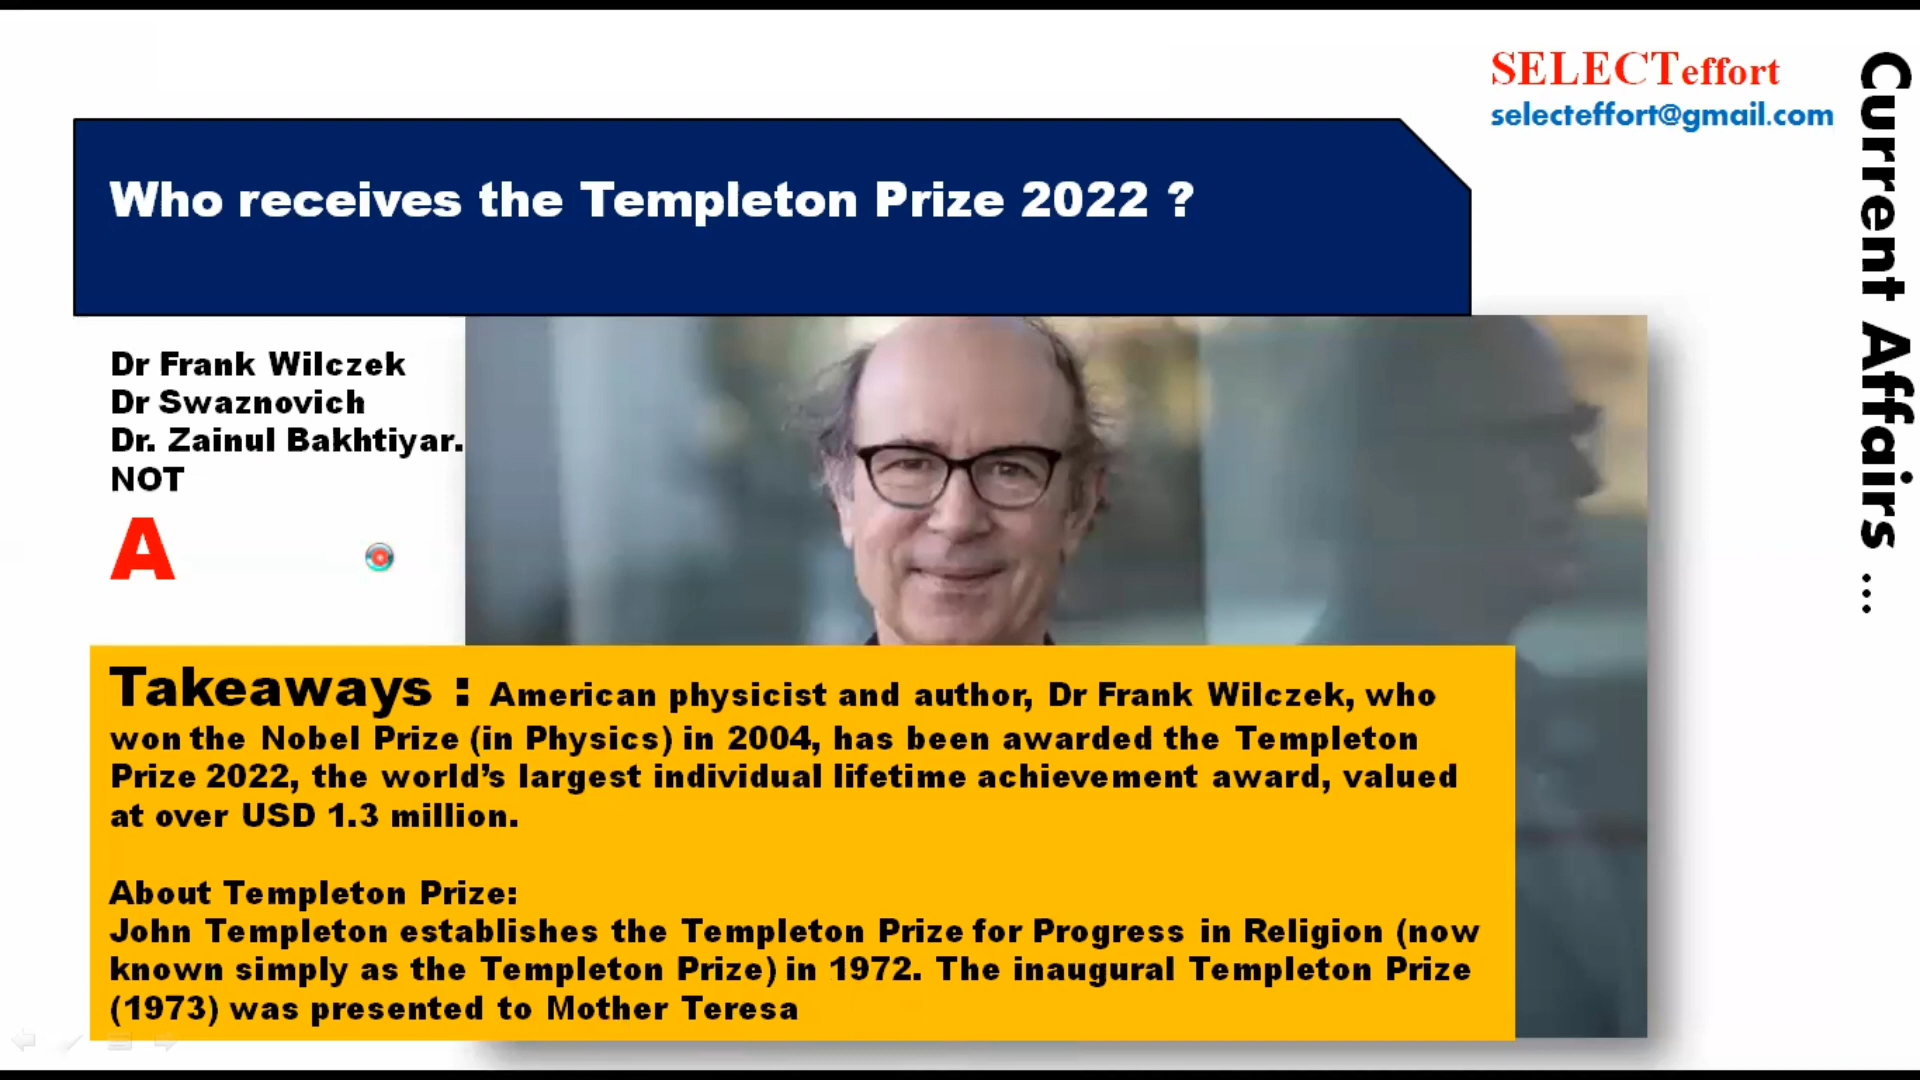 SELECTeffort
selecteffort@gmail.com
Current Affairs ...
Who receives the Templeton Prize 2022 ?
Dr Frank Wilczek
Dr Swaznovich
Dr. Zainul Bakhtiyar.
NOT
A
Takeaways : American physicist and author, Dr Frank Wilczek, who
won the Nobel Prize (in Physics) in 2004, has been awarded the Templeton
Prize 2022, the world’s largest individual lifetime achievement award, valued
at over USD 1.3 million.
About Templeton Prize:
John Templeton establishes the Templeton Prize for Progress in Religion (now
known simply as the Templeton Prize) in 1972. The inaugural Templeton Prize
(1973) was presented to Mother Teresa